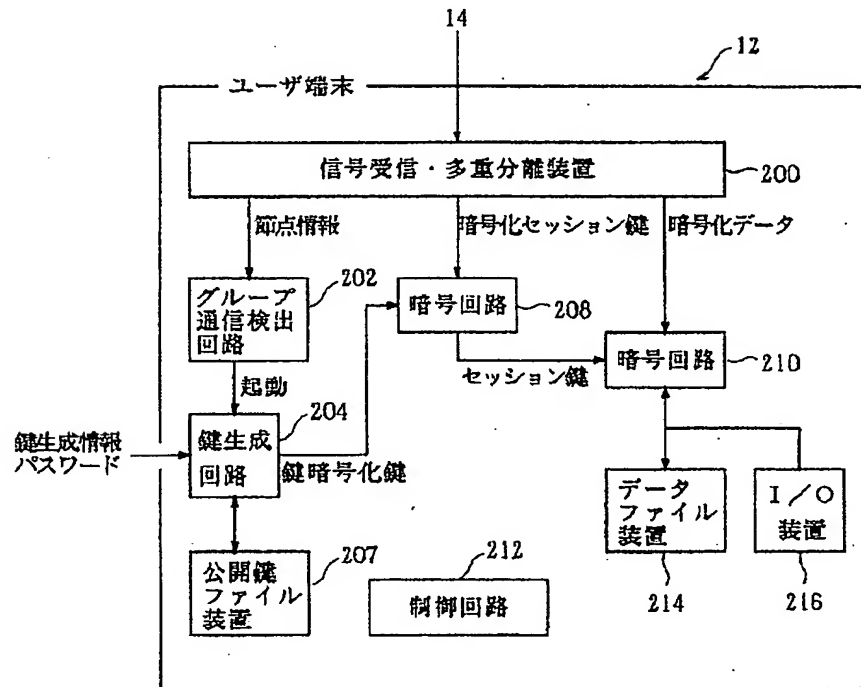 14
12
ユーザ端末
信号受信・多重分離装置
200
節点情報
暗号化セッション鍵
暗号化データ
202
グループ
通信検出
回路
暗号回路
208
暗号回路
210
セッション鍵
起動
204
鍵生成情報
パスワード
鍵生成
回路
鍵暗号化鍵
データ
ファイル
装置
I/O
装置
207
公開鍵
ファイル
装置
212
制御回路
214
216